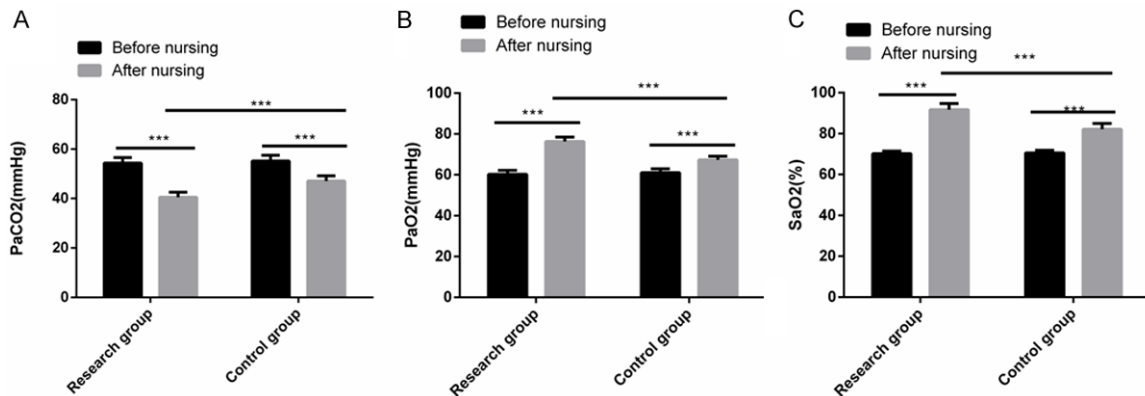 A
Before nursing
After nursing
PaCO2(mmHg)
80
60
40
20
0
***
***
***
Research group
Control group
B
Before nursing
After nursing
PaO2(mmHg)
100
80
60
40
20
0
***
***
***
Research group
Control group
C
Before nursing
After nursing
SaO2(%)
100
80
60
40
20
0
***
***
***
Research group
Control group